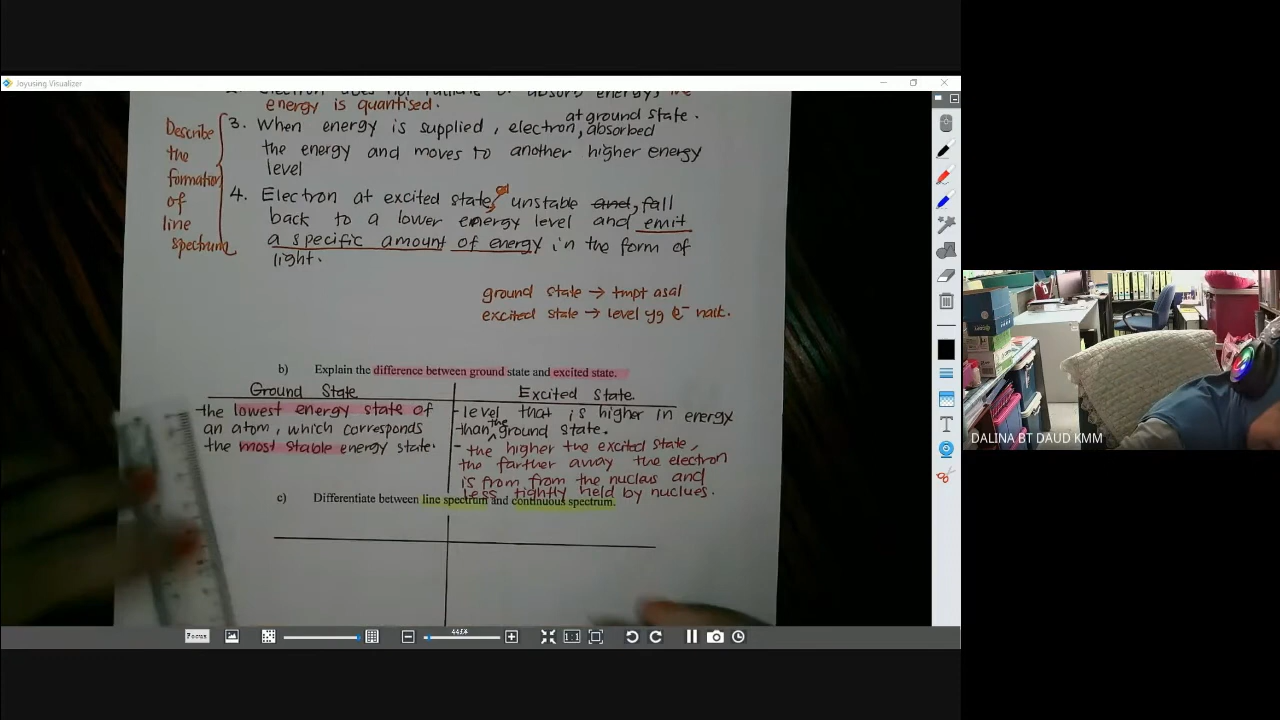 Joyusing Visualizer
energy is quantised.
at ground state.
3. When energy is supplied, electron, absorbed
the energy and moves to another higher energy
level
Describe
the
formation
of
line
spectrum
4. Electron at excited state unstable and, fall
back to a lower energy level and emit
a specific amount of energy in the form of
light.
ground state → tmpt asal
excited state → level yg e⁻ naik.
b) Explain the difference between ground state and excited state.
Ground State
the lowest energy state of
an atom, which corresponds
the most stable energy state.
Excited State
- level that is higher in energy
than the ground state.
- the higher the excited state,
the farther away the electron
is from from the nucleus and
less tightly held by nuclues.
c) Differentiate between line spectrum and continuous spectrum.
Focus
1:1
T
DALINA BT DAUD KMM